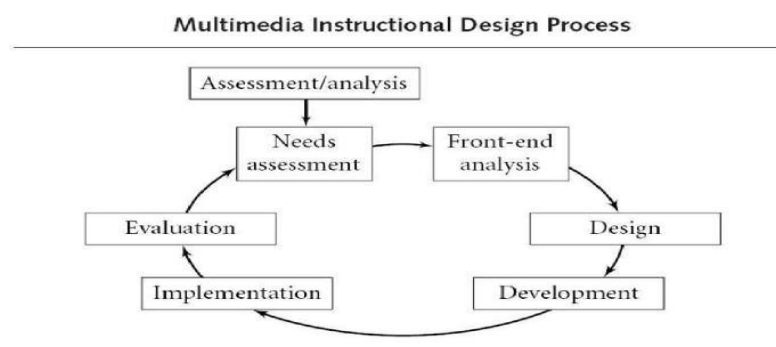 Multimedia Instructional Design Process
Assessment/analysis
Needs
assessment
Front-end
analysis
Evaluation
Design
Implementation
Development